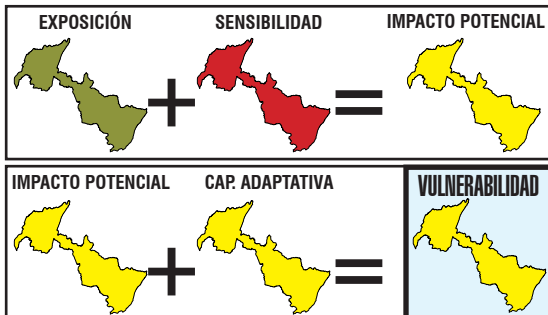 EXPOSICIÓN SENSIBILIDAD IMPACTO POTENCIAL
+ =
IMPACTO POTENCIAL CAP. ADAPTATIVA VULNERABILIDAD
+ =